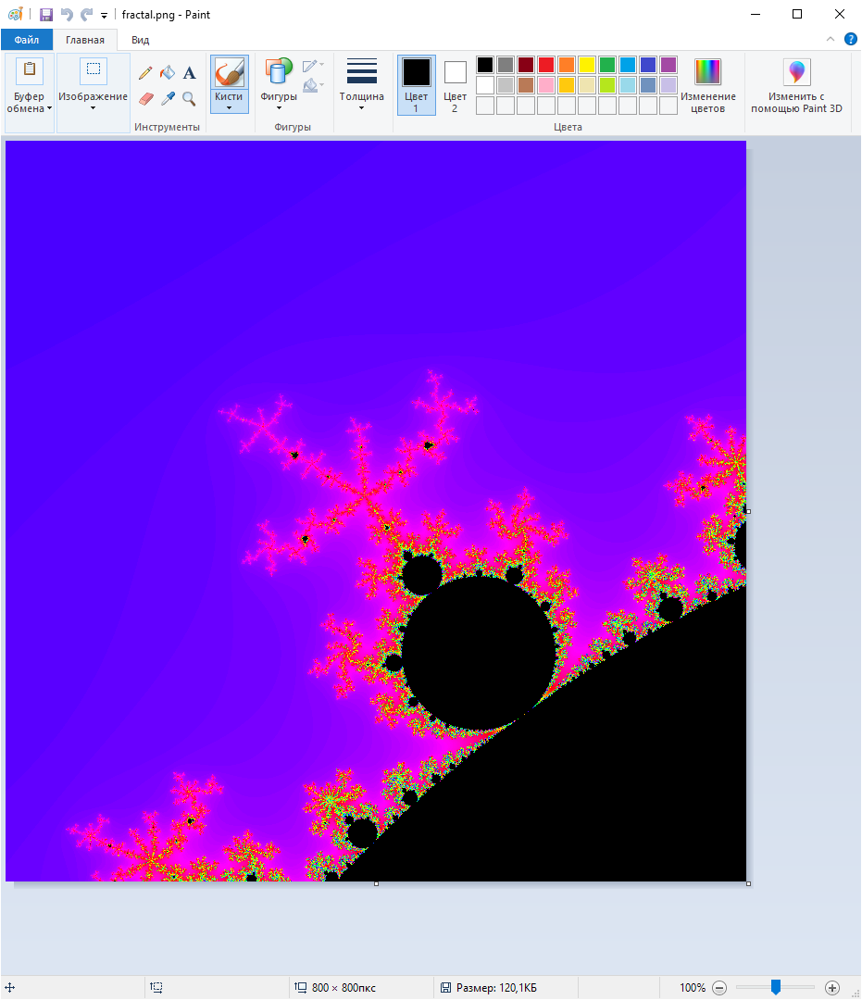 fractal.png - Paint
Файл
Главная
Вид
?
Буфер
обмена
Изображение
A
Инструменты
Кисти
Фигуры
Фигуры
Толщина
Цвет
1
Цвет
2
Цвета
Изменение
цветов
Изменить с
помощью Paint 3D
800 × 800пкс
Размер: 120,1КБ
100%